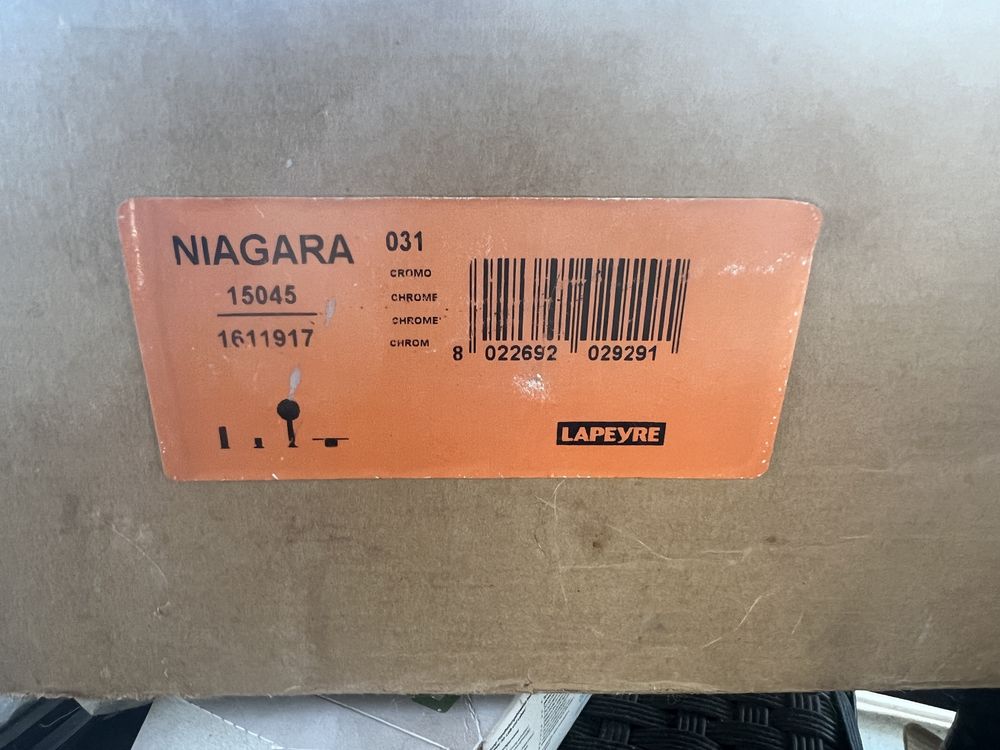 NIAGARA
15045
1611917
031
CROMO
CHROME
CHROME
CHROM
8 022692 029291
LAPEYRE